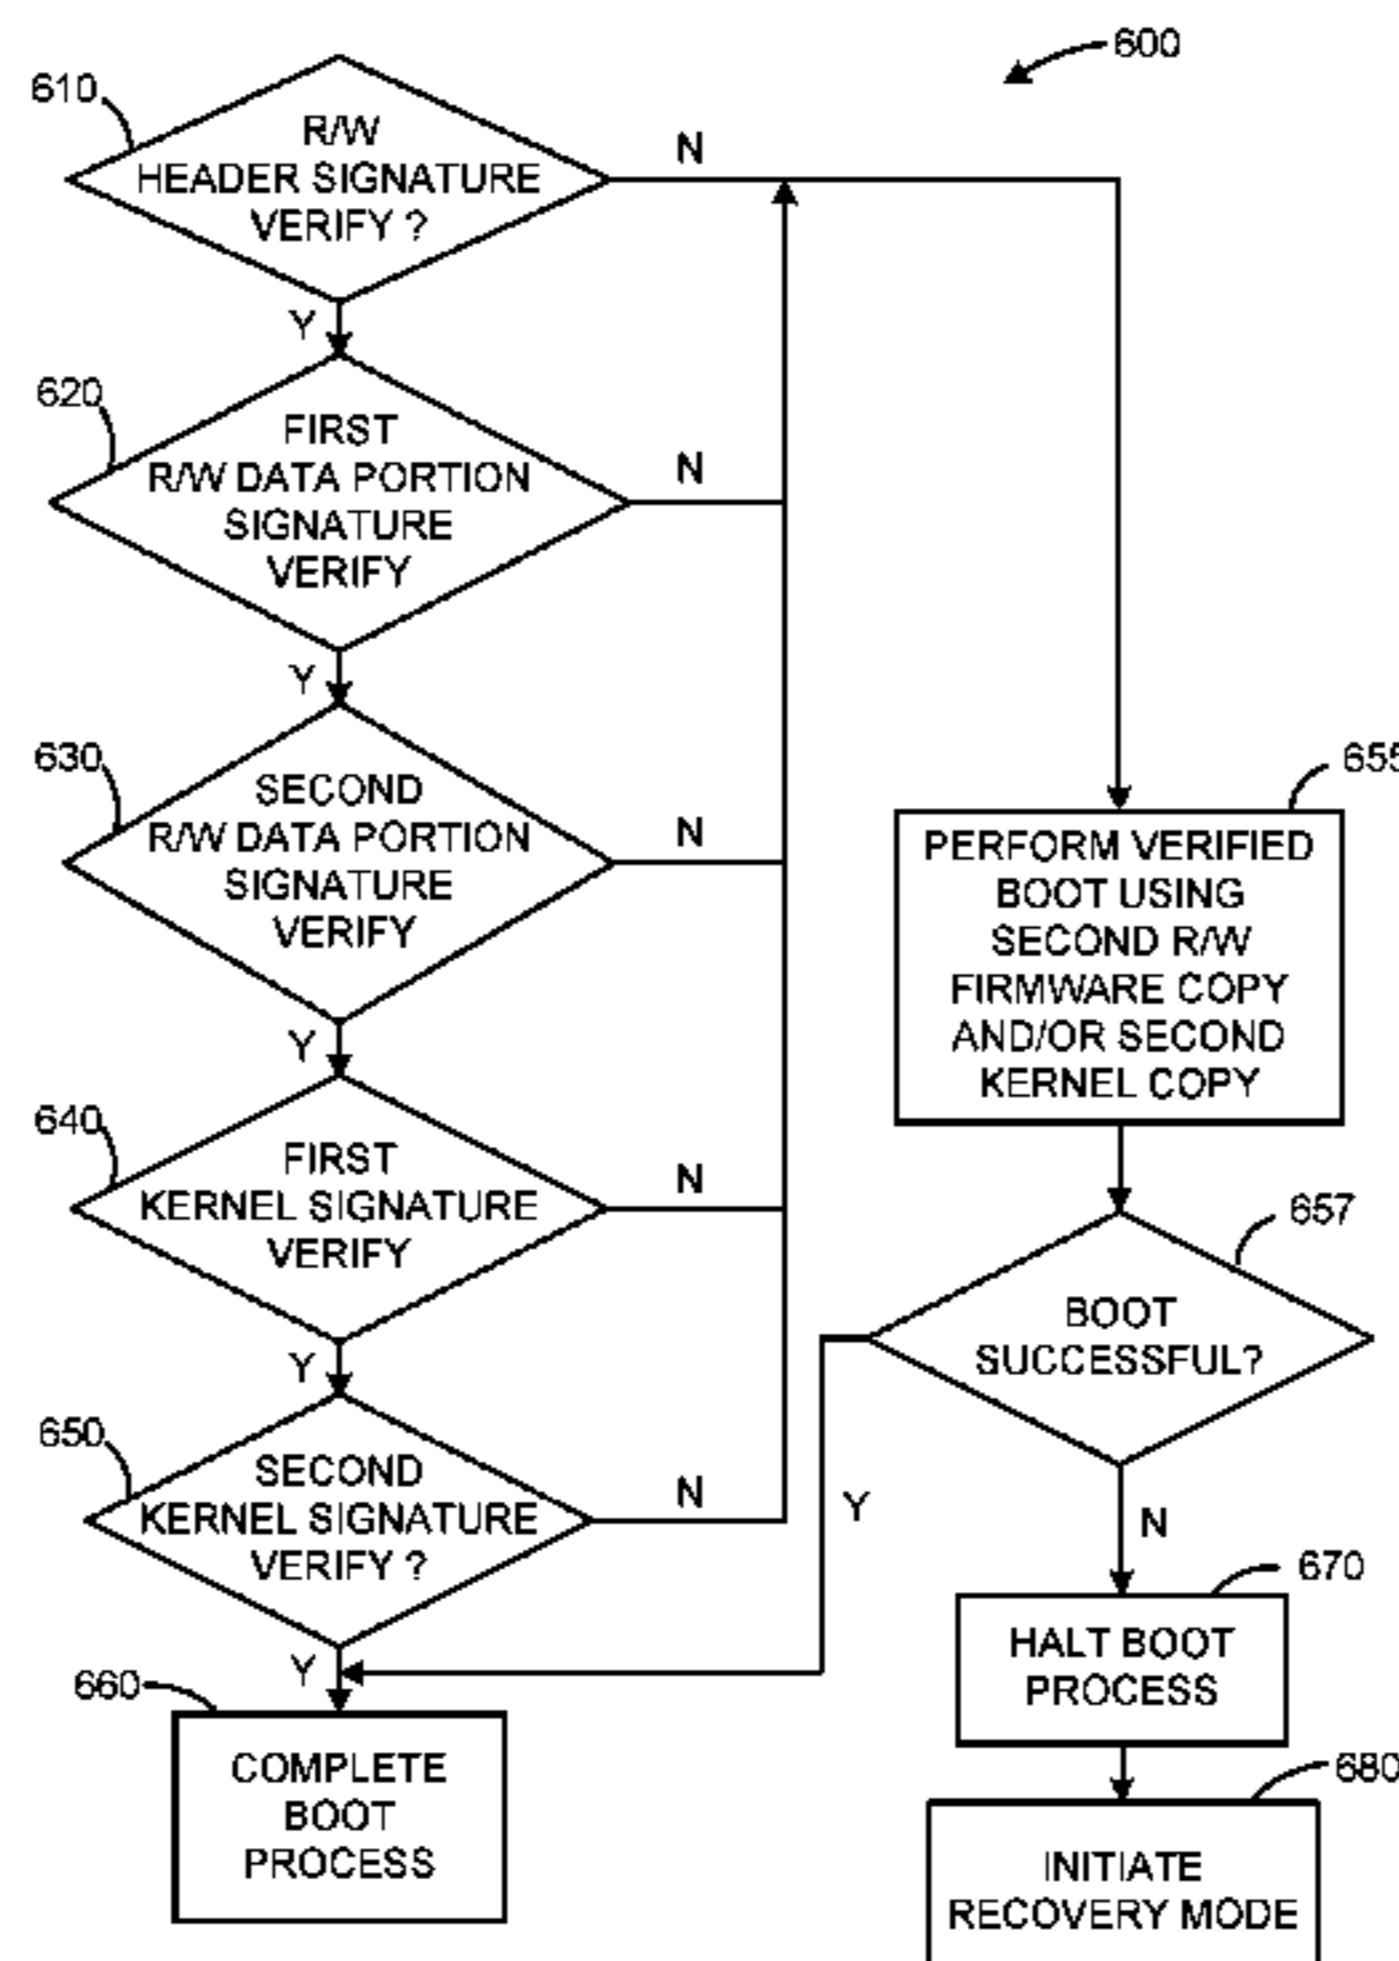 600
610
R/W
HEADER SIGNATURE
VERIFY ?
N
Y
620
FIRST
R/W DATA PORTION
SIGNATURE
VERIFY
N
Y
630
SECOND
R/W DATA PORTION
SIGNATURE
VERIFY
N
Y
640
FIRST
KERNEL SIGNATURE
VERIFY
N
Y
650
SECOND
KERNEL SIGNATURE
VERIFY ?
N
Y
660
COMPLETE
BOOT
PROCESS
655
PERFORM VERIFIED
BOOT USING
SECOND R/W
FIRMWARE COPY
AND/OR SECOND
KERNEL COPY
657
BOOT
SUCCESSFUL?
Y
N
670
HALT BOOT
PROCESS
680
INITIATE
RECOVERY MODE